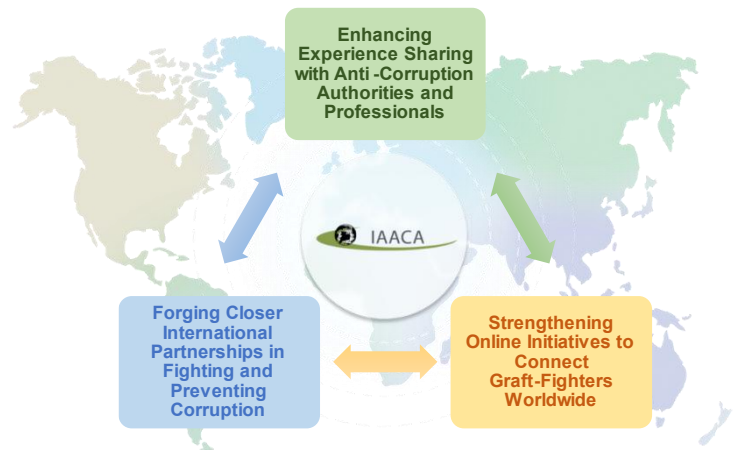 Enhancing
Experience Sharing
with Anti -Corruption
Authorities and
Professionals
IAACA
Forging Closer
International
Partnerships in
Fighting and
Preventing
Corruption
Strengthening
Online Initiatives to
Connect
Graft-Fighters
Worldwide